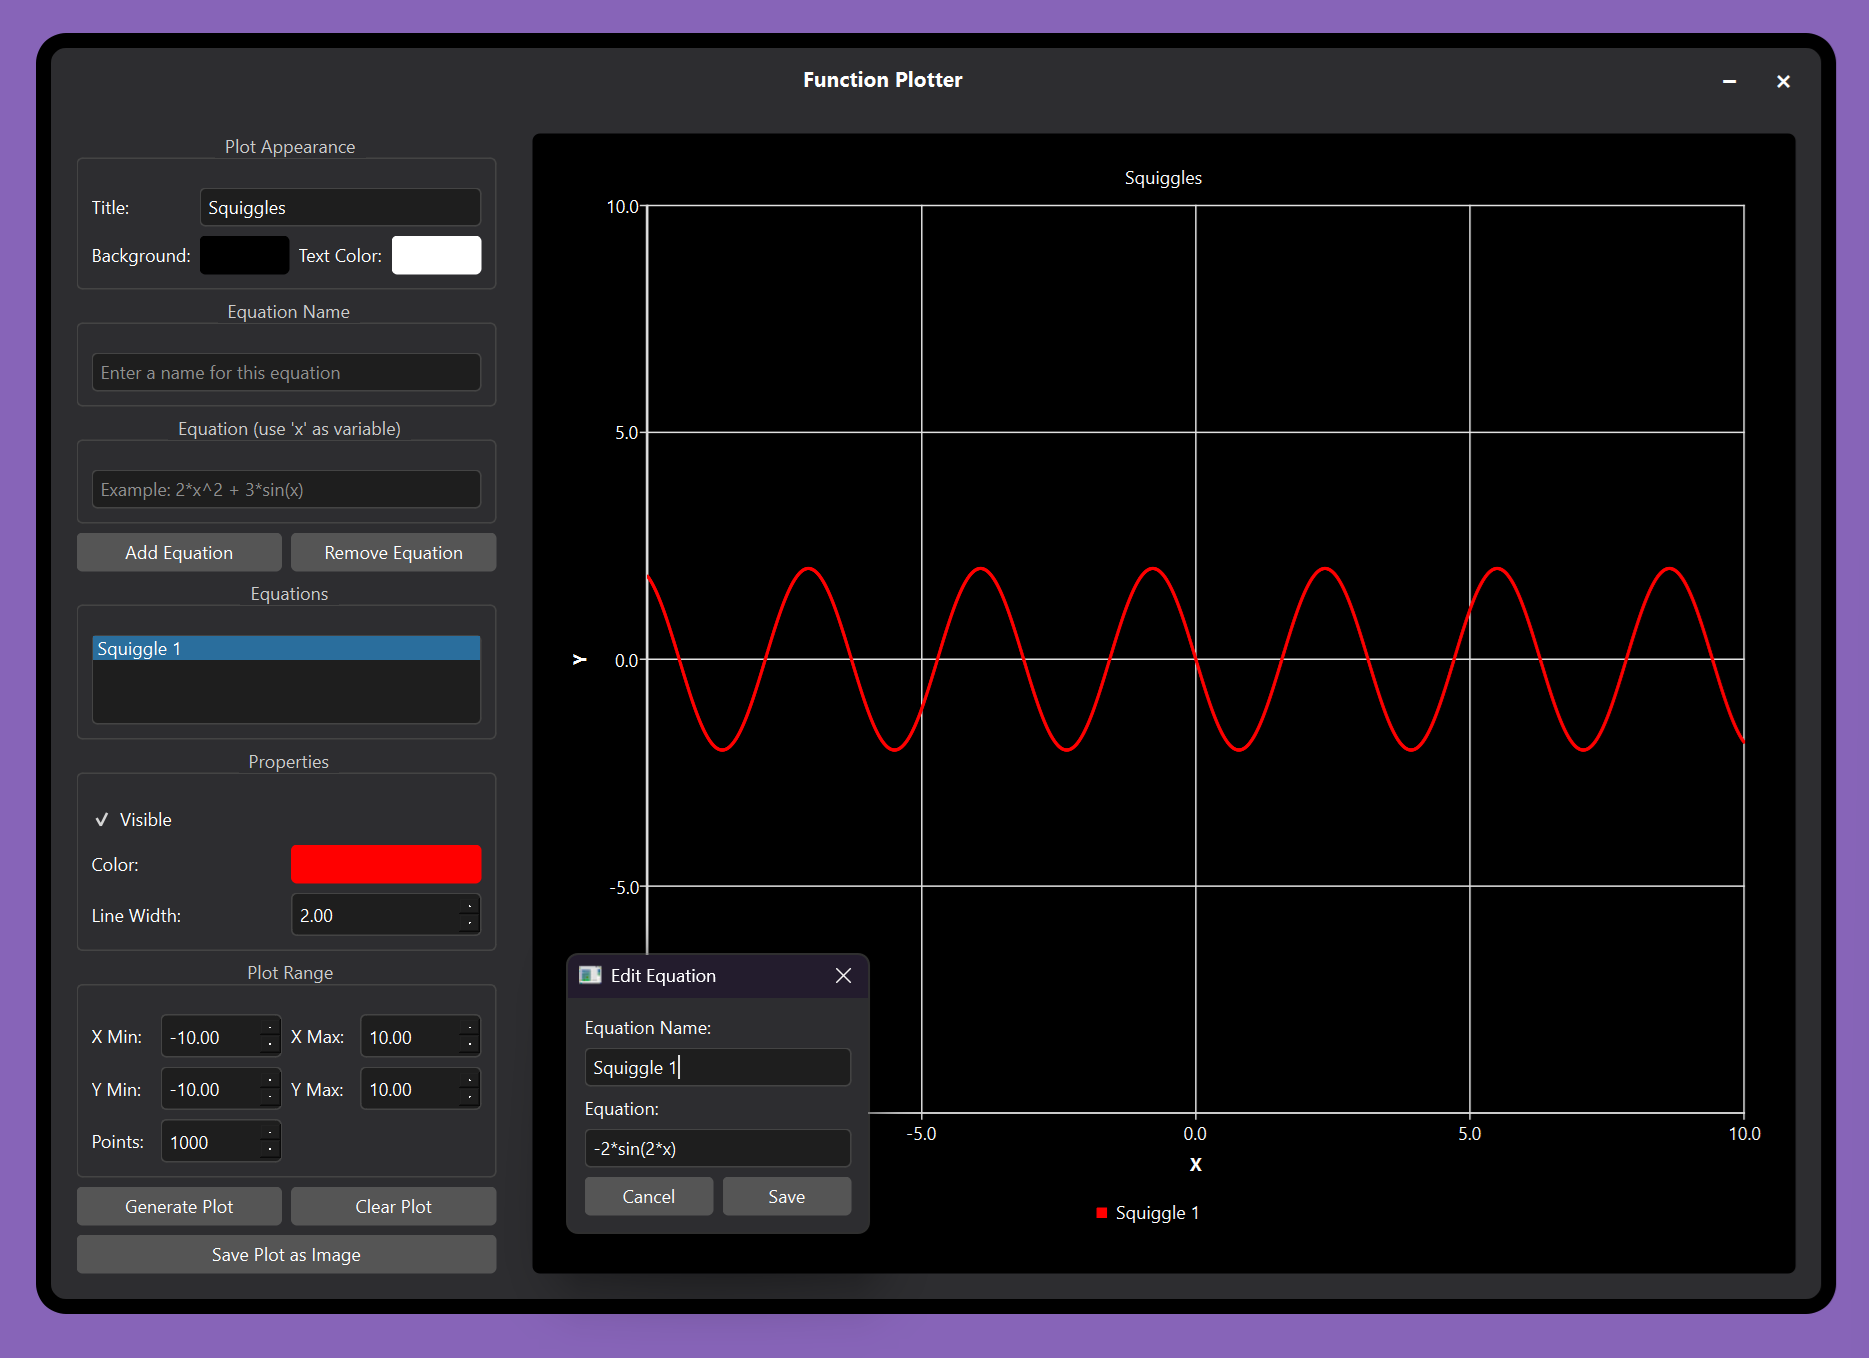 Function Plotter
Plot Appearance
Title:
Squiggles
Background:
Text Color:
Equation Name
Enter a name for this equation
Equation (use 'x' as variable)
Example: 2*x^2 + 3*sin(x)
Add Equation
Remove Equation
Equations
Squiggle 1
Properties
Visible
Color:
Line Width:
2.00
Plot Range
X Min:
-10.00
X Max:
10.00
Y Min:
-10.00
Y Max:
10.00
Points:
1000
Generate Plot
Clear Plot
Save Plot as Image
Squiggles
10.0
5.0
0.0
-5.0
Y
-5.0
0.0
5.0
10.0
X
Squiggle 1
Edit Equation
Equation Name:
Squiggle 1
Equation:
-2*sin(2*x)
Cancel
Save